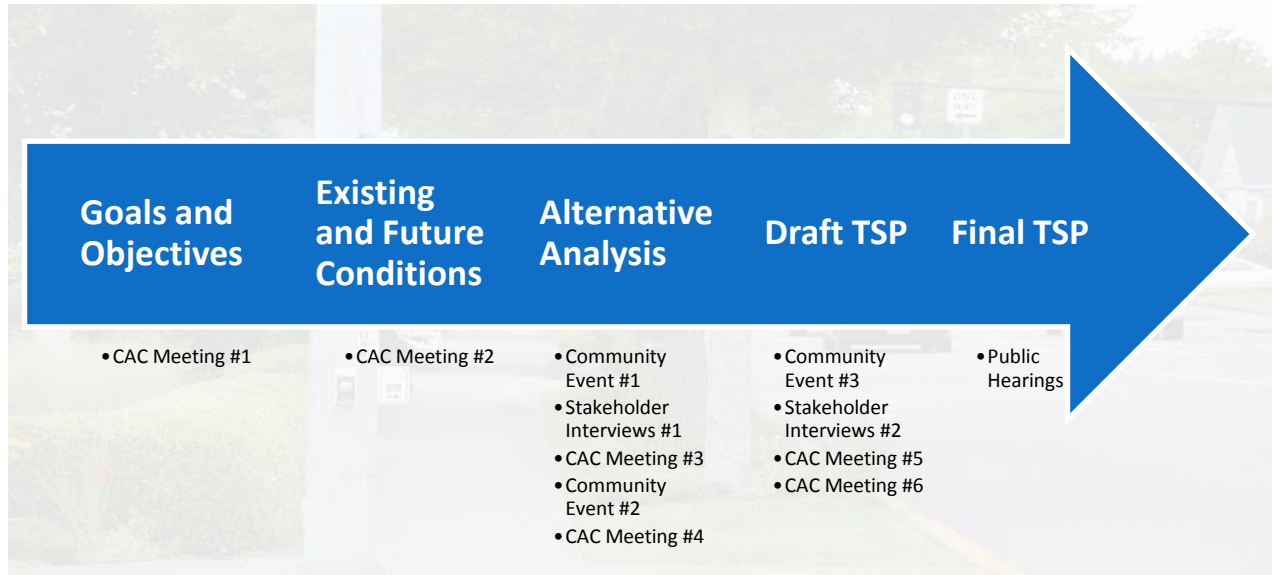 Goals and
Objectives
Existing
and Future
Conditions
Alternative
Analysis
Draft TSP
Final TSP
•CAC Meeting #1
•CAC Meeting #2
•Community
Event #1
•Stakeholder
Interviews #1
•CAC Meeting #3
•Community
Event #2
•CAC Meeting #4
•Community
Event #3
•Stakeholder
Interviews #2
•CAC Meeting #5
•CAC Meeting #6
•Public
Hearings
ONE
WAY